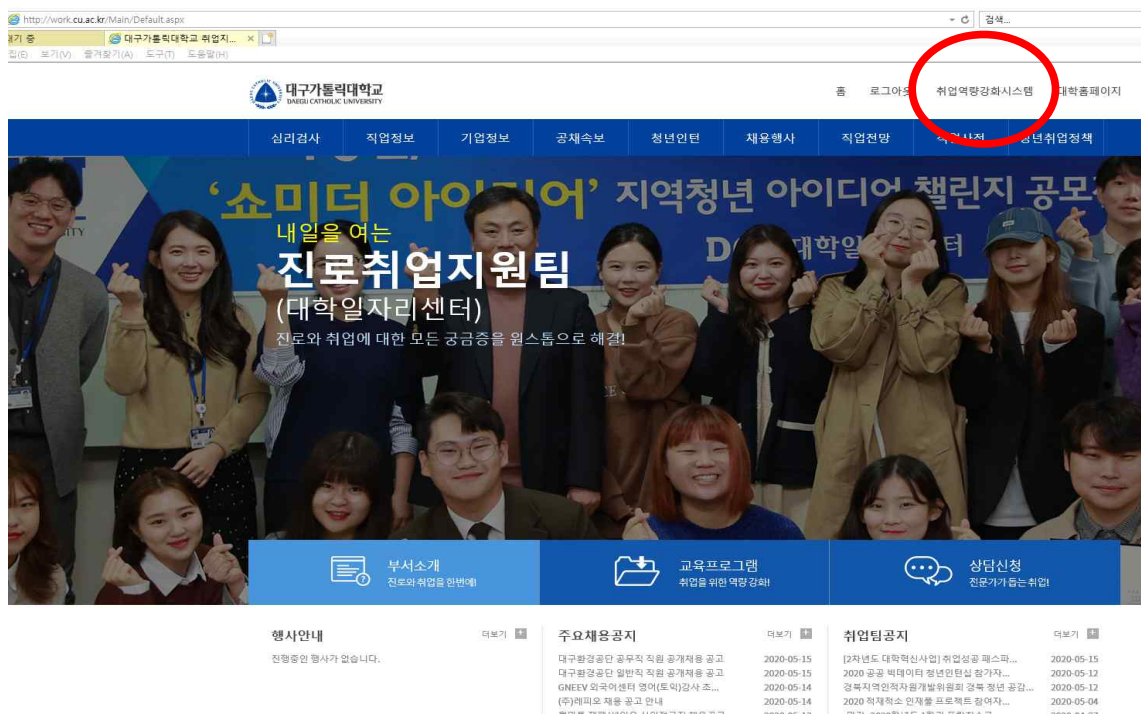 http://work.cu.ac.kr/Main/Default.aspx
검색...
기 중
대구가톨릭대학교 취업지...
집(E) 보기(V) 즐겨찾기(A) 도구(T) 도움말(H)
대구가톨릭대학교
DAEGU CATHOLIC UNIVERSITY
홈 로그아웃 취업역량강화시스템 대학홈페이지
심리검사 직업정보 기업정보 공채속보 청년인턴 채용행사 직업전망 직업사전 청년취업정책
‘쇼미더 아이디어’ 지역청년 아이디어 챌린지 공모
내일을 여는
진로취업지원팀
(대학일자리센터)
진로와 취업에 대한 모든 궁금증을 원스톱으로 해결!
부서소개
진로와 취업을 한번에!
교육프로그램
취업을 위한 역량 강화!
상담신청
전문가가 돕는 취업!
행사안내 더보기
진행중인 행사가 없습니다.
주요채용공지 더보기
대구환경공단 공무직 직원 공개채용 공고 2020-05-15
대구환경공단 일반직 직원 공개채용 공고 2020-05-15
GNEEV 외국어센터 영어(토익)강사 초... 2020-05-14
(주)레피오 채용 공고 안내 2020-05-14
취업팀공지 더보기
[2차년도 대학혁신사업] 취업성공 패스파... 2020-05-15
2020 공공 빅데이터 청년인턴십 참가자... 2020-05-12
경북지역인적자원개발위원회 경북 청년 공감... 2020-05-12
2020 적재적소 인재풀 프로젝트 참여자... 2020-05-04